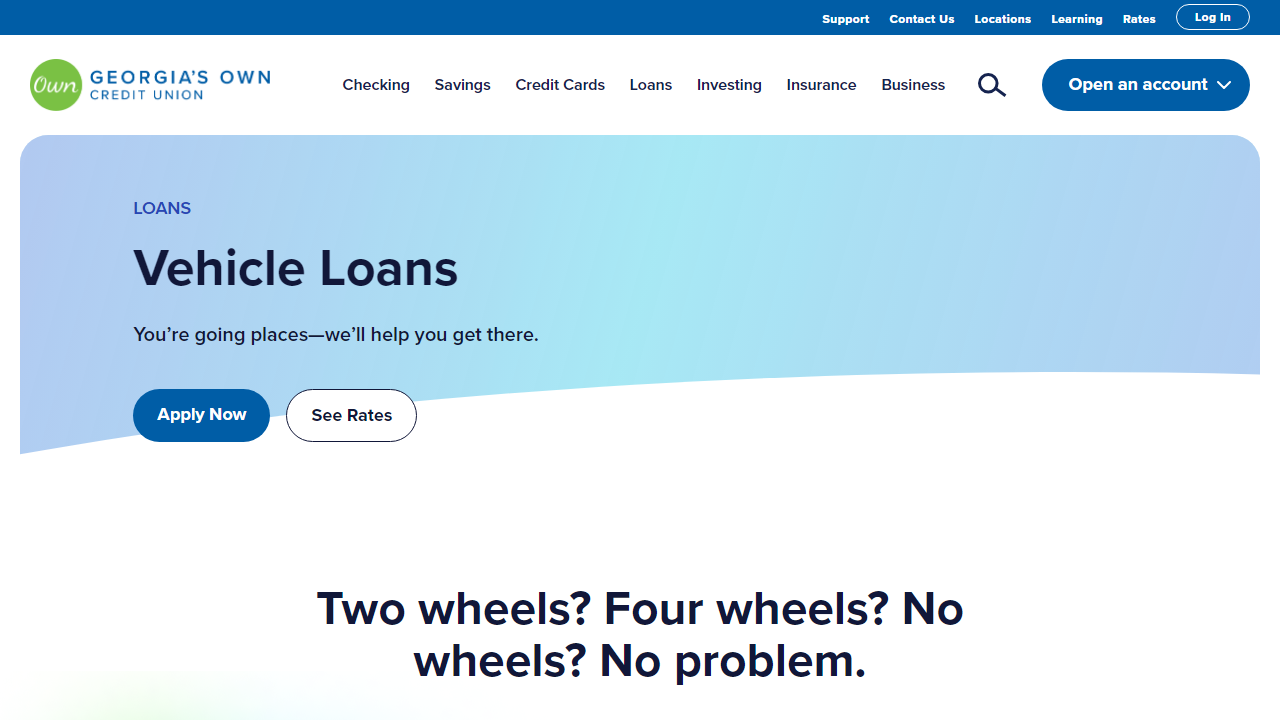 Support Contact Us Locations Learning Rates Log In
Own GEORGIA'S OWN
CREDIT UNION
Checking Savings Credit Cards Loans Investing Insurance Business Open an account
LOANS
Vehicle Loans
You’re going places—we’ll help you get there.
Apply Now See Rates
Two wheels? Four wheels? No
wheels? No problem.